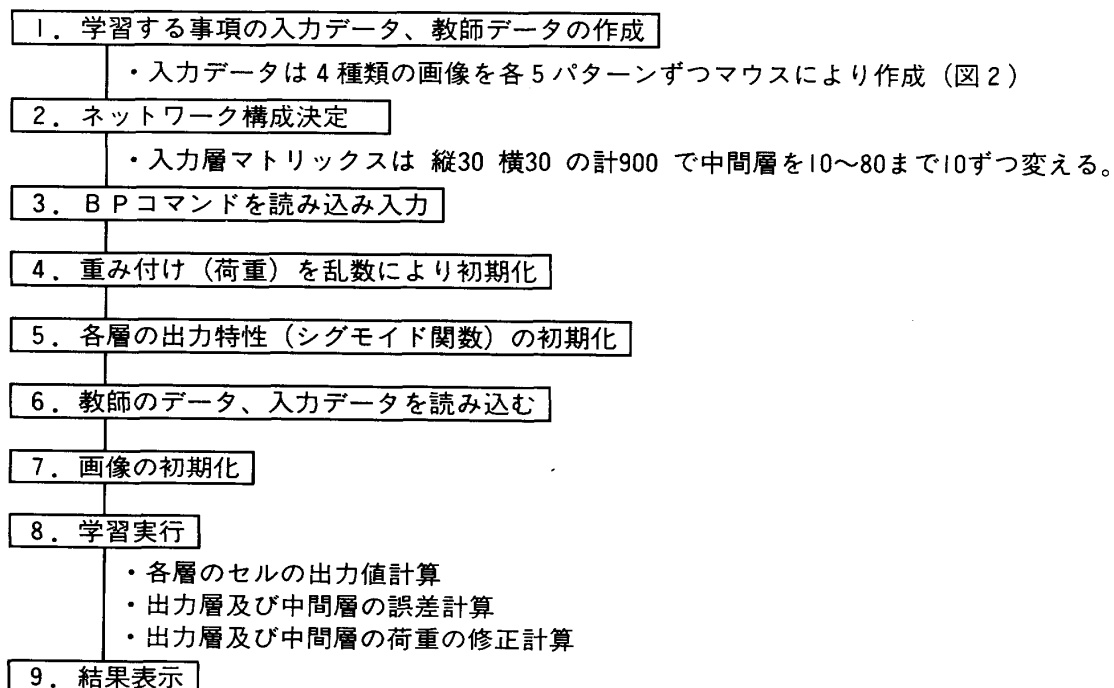 1. 学習する事項の入力データ、教師データの作成
・入力データは4種類の画像を各5パターンずつマウスにより作成（図2）
2. ネットワーク構成決定
・入力層マトリックスは 縦30 横30 の計900 で中間層を10〜80まで10ずつ変える。
3. BPコマンドを読み込み入力
4. 重み付け（荷重）を乱数により初期化
5. 各層の出力特性（シグモイド関数）の初期化
6. 教師のデータ、入力データを読み込む
7. 画像の初期化
8. 学習実行
・各層のセルの出力値計算
・出力層及び中間層の誤差計算
・出力層及び中間層の荷重の修正計算
9. 結果表示